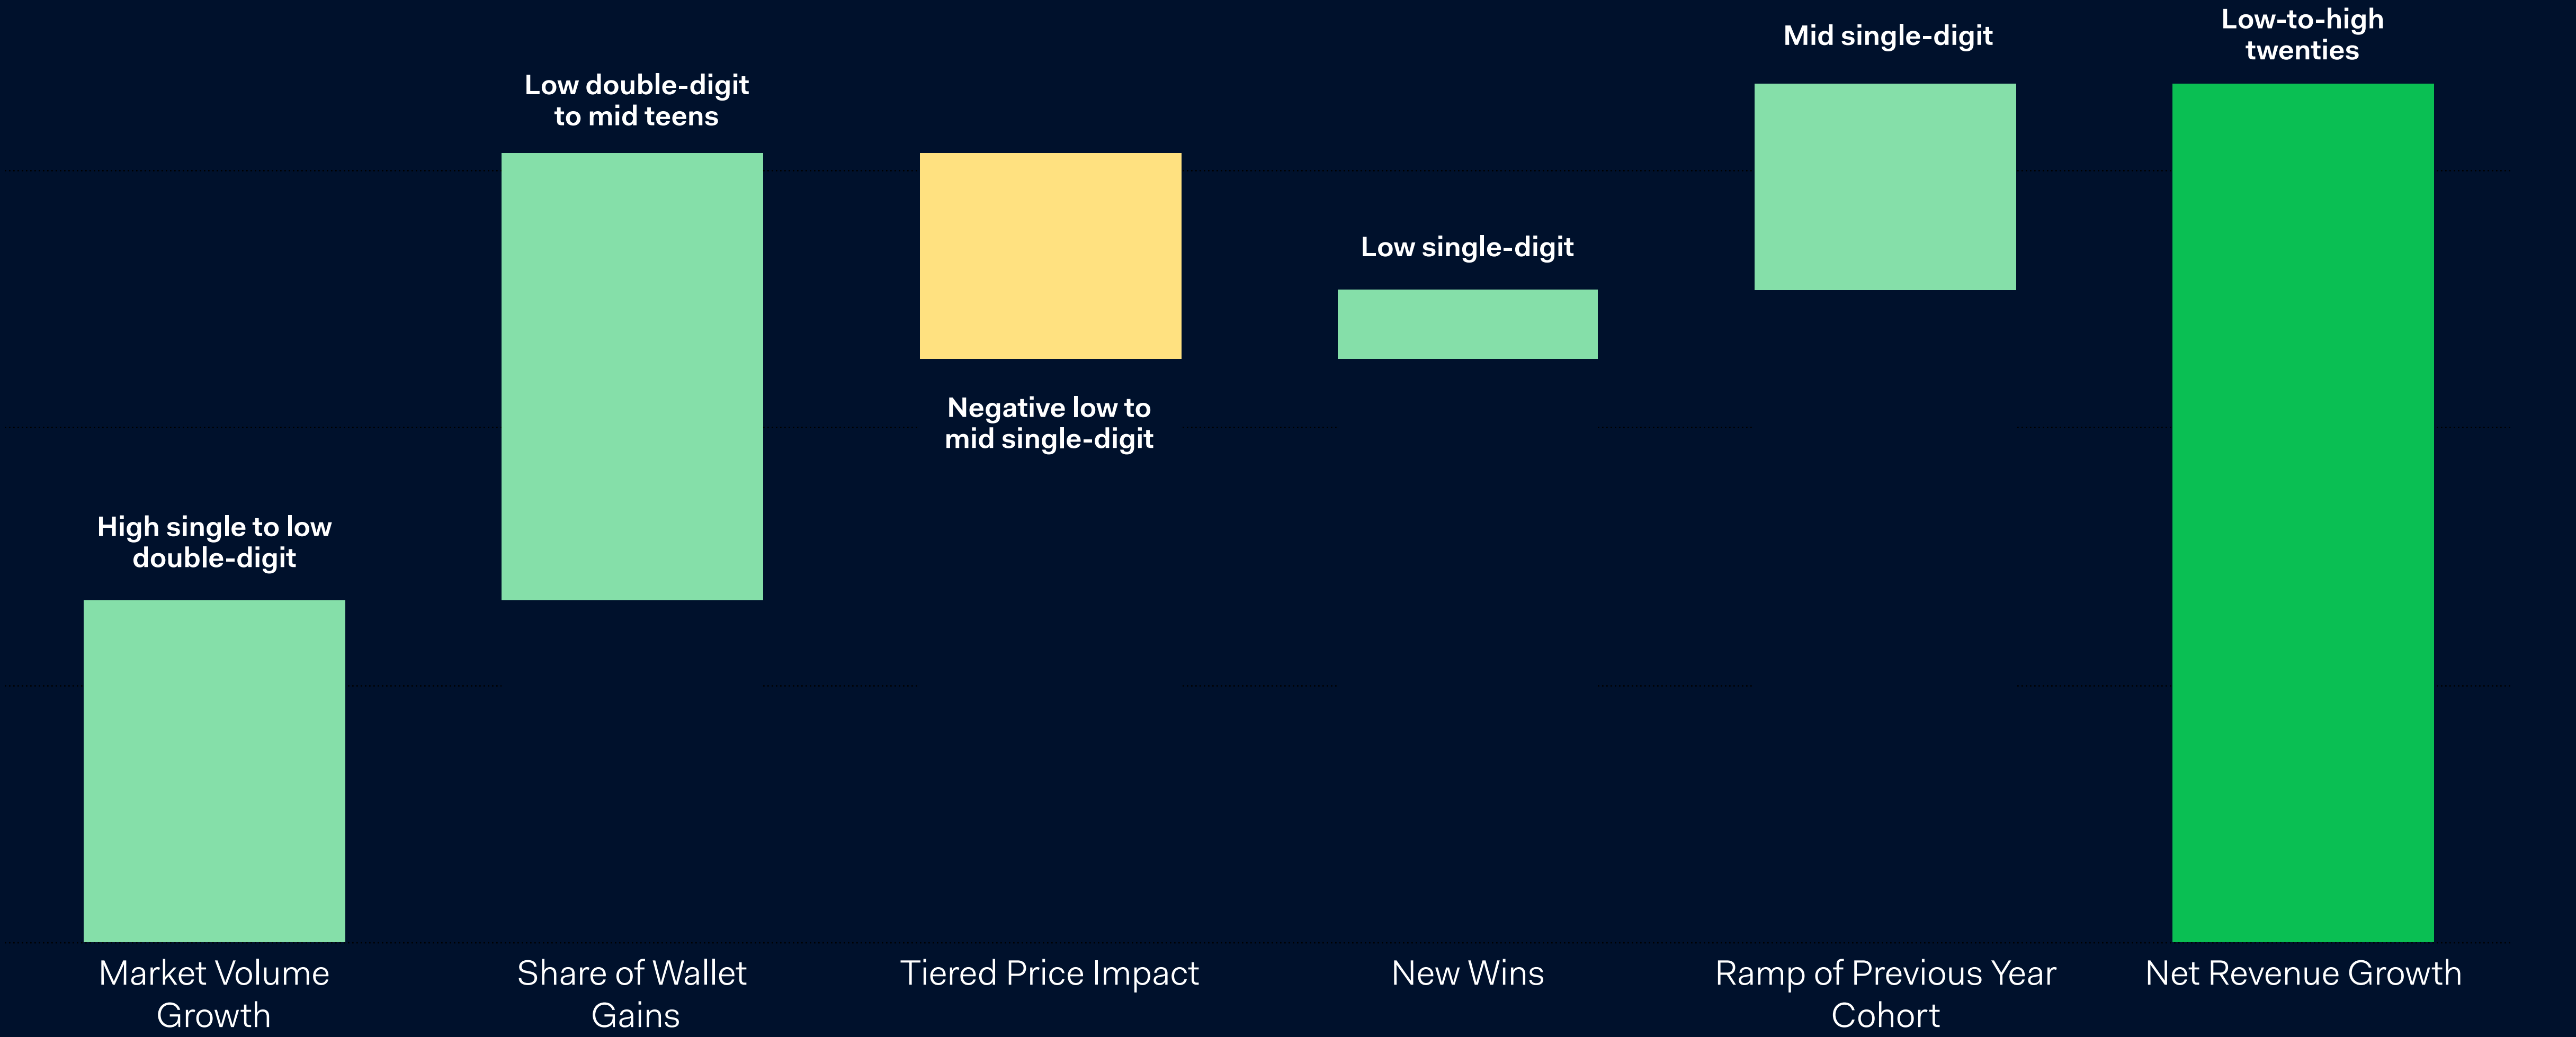 High single to low
double-digit
Low double-digit
to mid teens
Negative low to
mid single-digit
Low single-digit
Mid single-digit
Low-to-high
twenties
Market Volume
Growth
Share of Wallet
Gains
Tiered Price Impact
New Wins
Ramp of Previous Year
Cohort
Net Revenue Growth